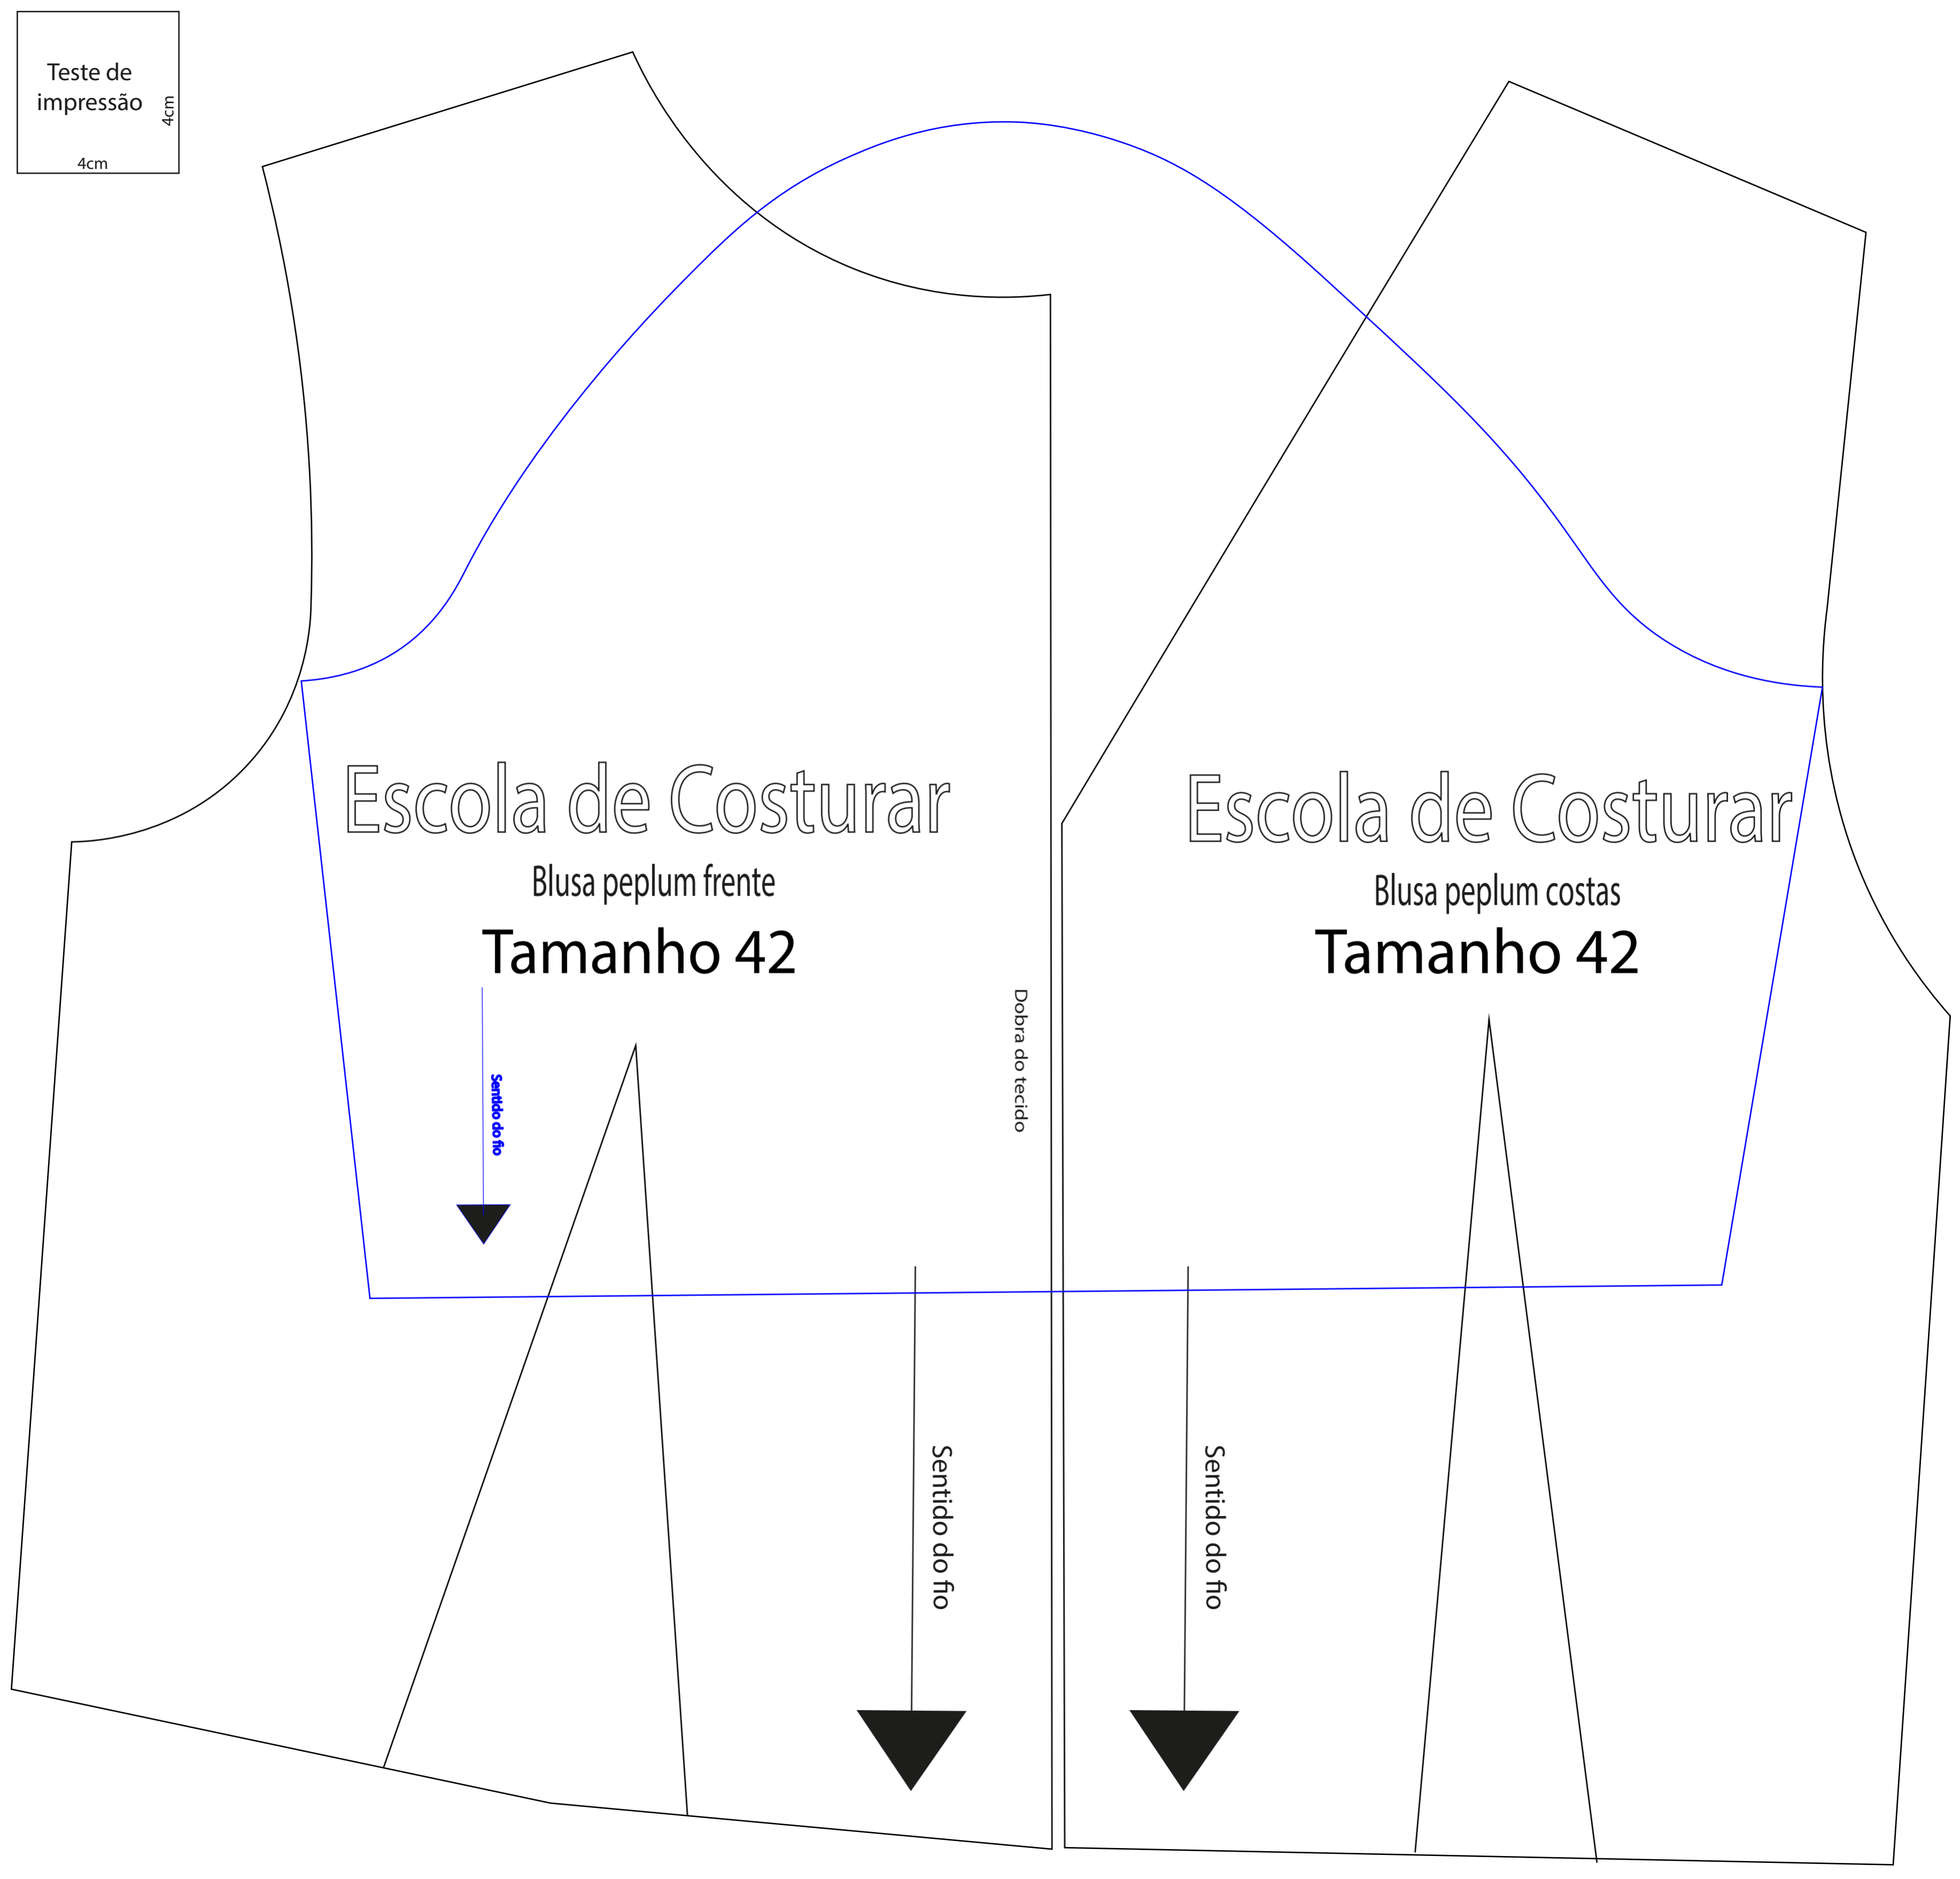 Teste de
impressão
4cm
4cm
Escola de Costurar
Blusa peplum frente
Tamanho 42
Sentido do fio
Dobra do tecido
Sentido do fio
Escola de Costurar
Blusa peplum costas
Tamanho 42
Sentido do fio